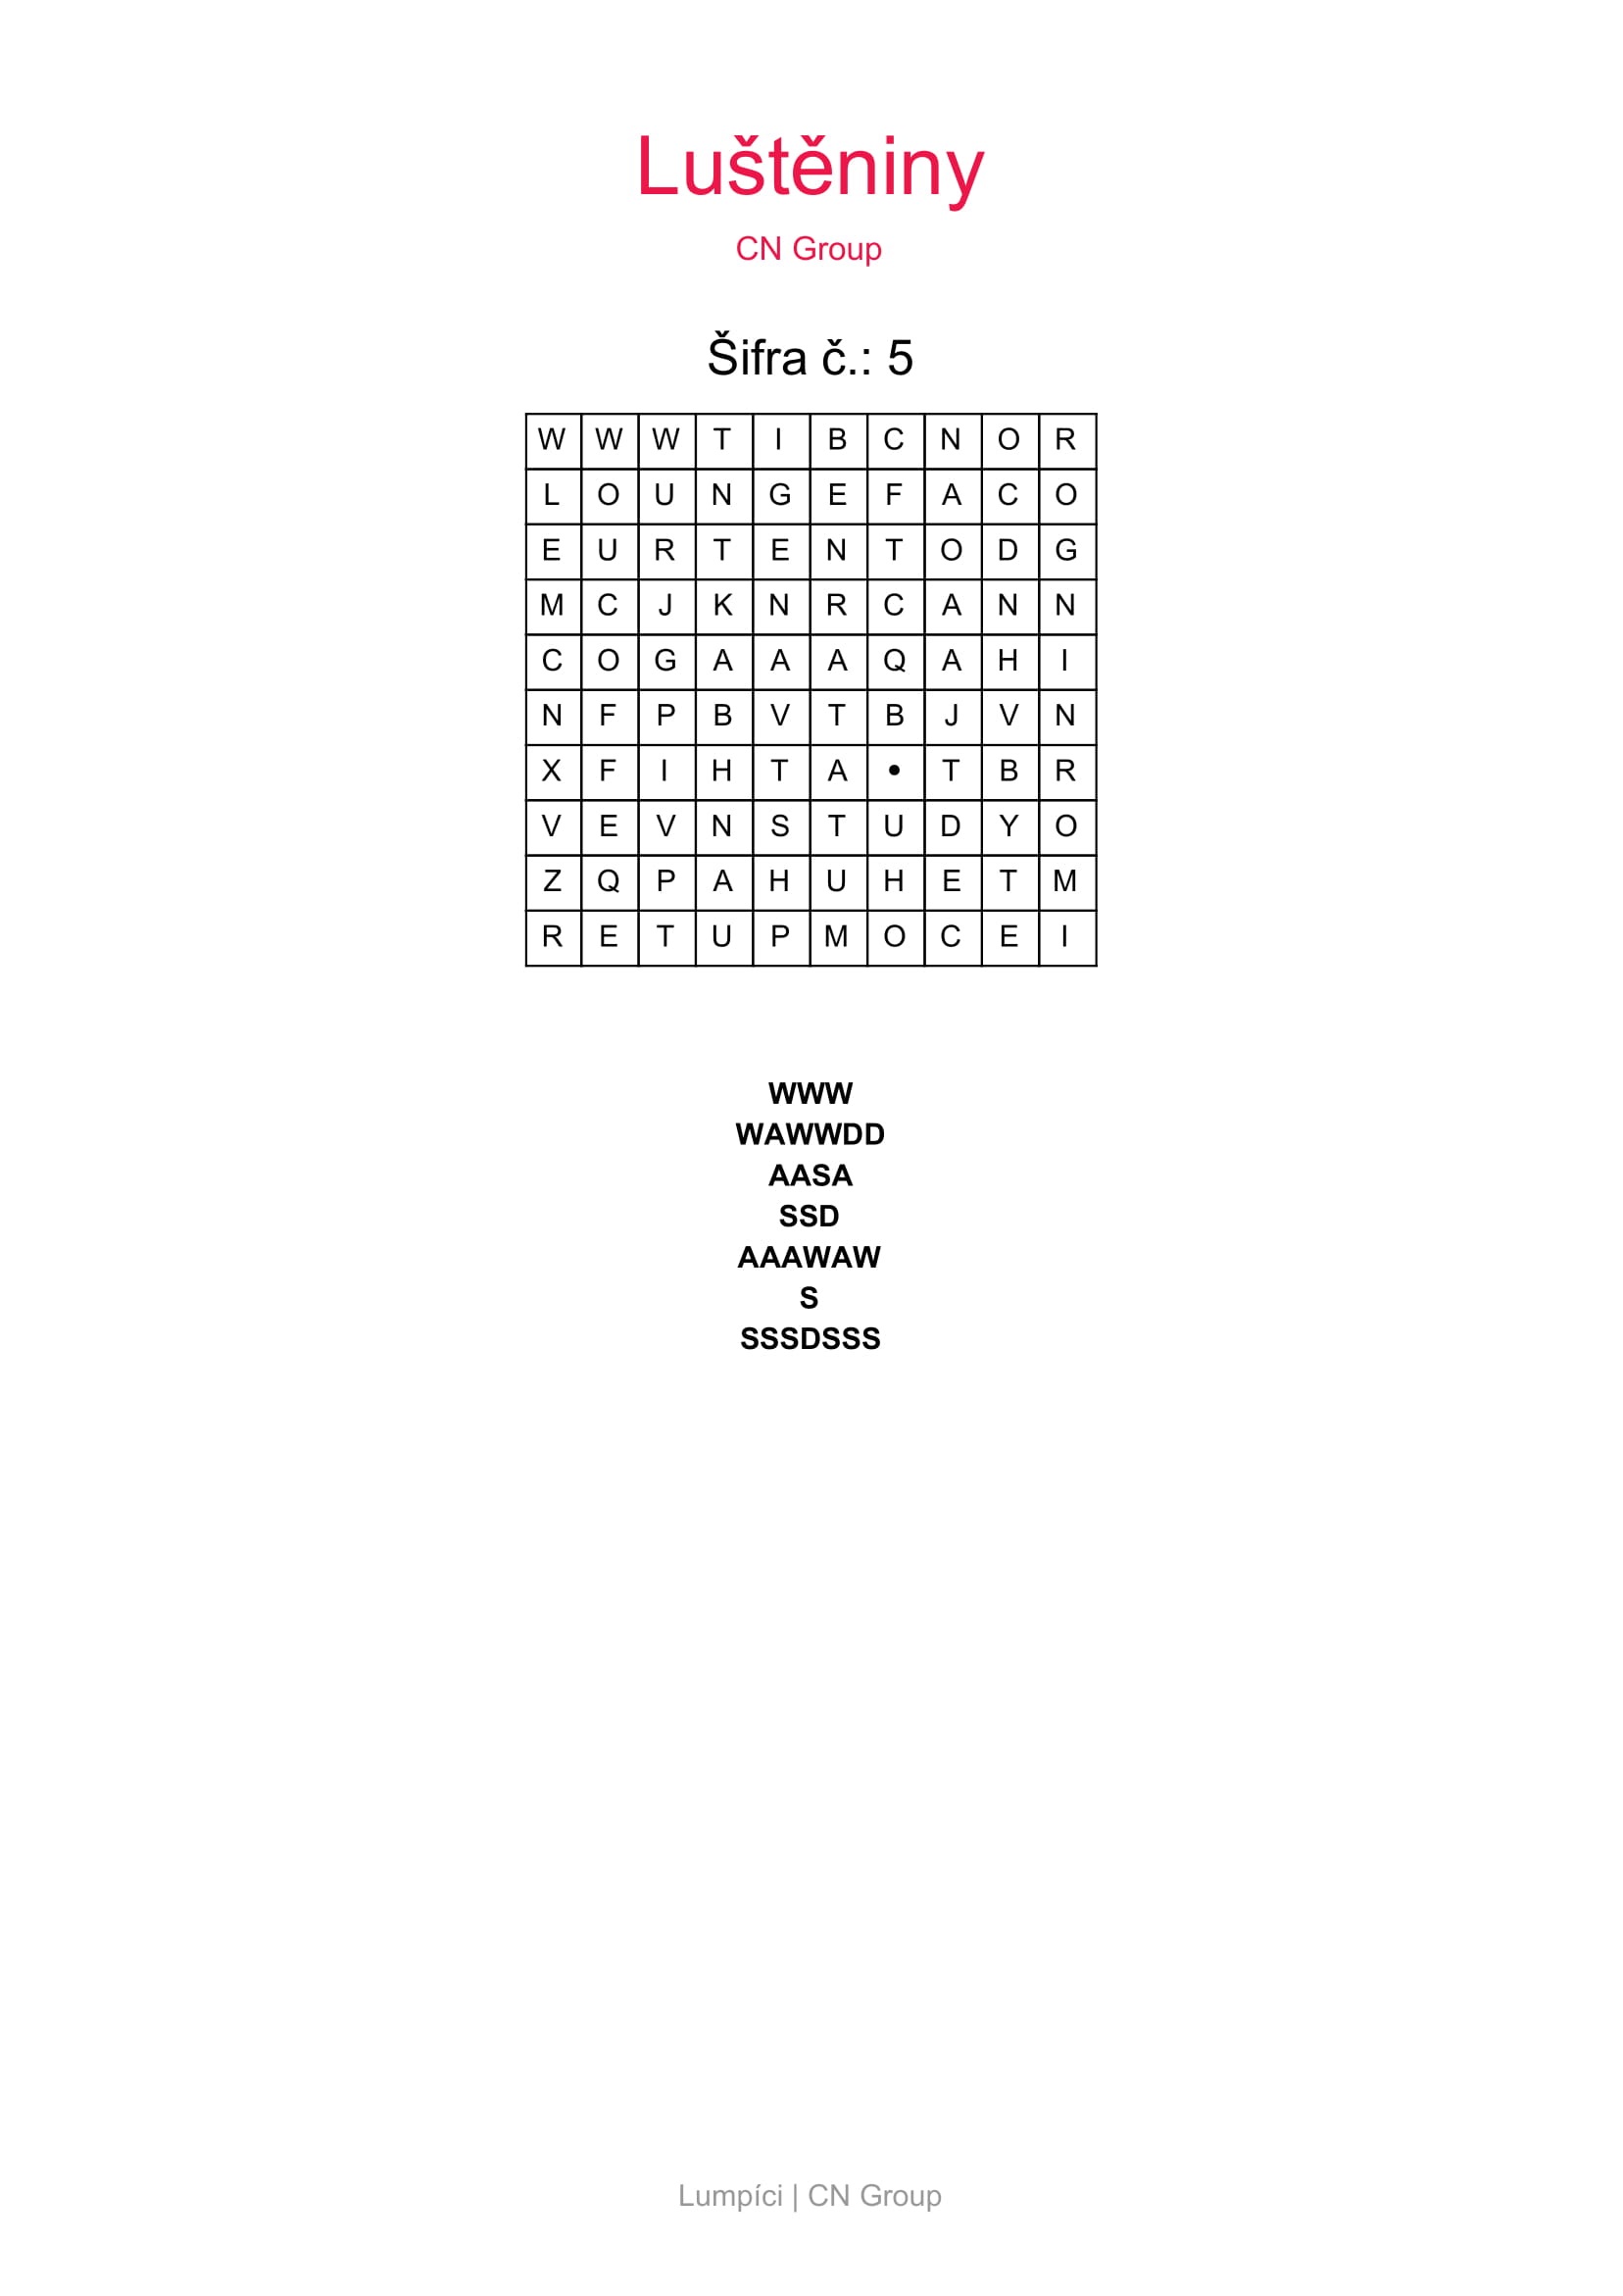 Luštěniny
CN Group
Šifra č.: 5
W W W T I B C N O R
L O U N G E F A C O
E U R T E N T O D G
M C J K N R C A N N
C O G A A A Q A H I
N F P B V T B J V N
X F I H T A • T B R
V E V N S T U D Y O
Z Q P A H U H E T M
R E T U P M O C E I
WWW
WAWWDD
AASA
SSD
AAAWAW
S
SSSDSSS
Lumpíci | CN Group